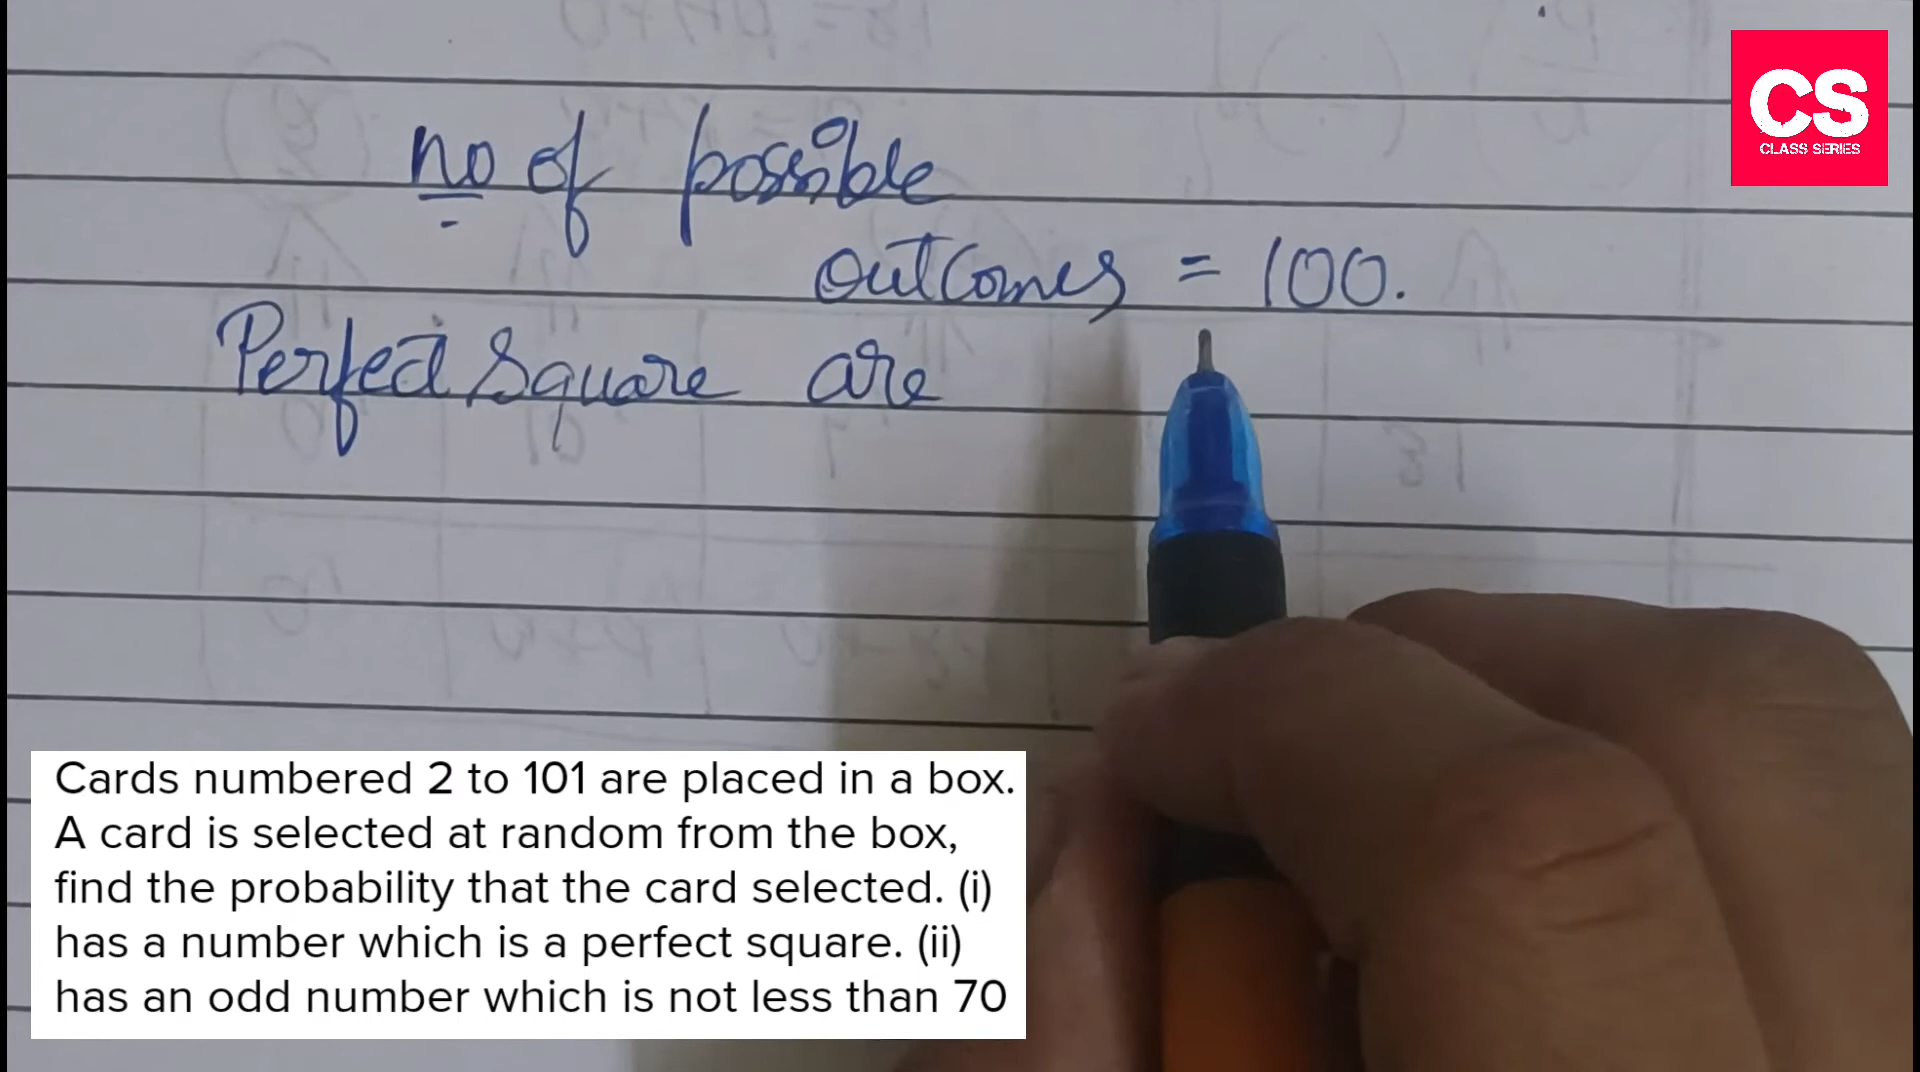 no of possible
outcomes = 100.
Perfect Square are
CS
CLASS SERIES
Cards numbered 2 to 101 are placed in a box.
A card is selected at random from the box,
find the probability that the card selected. (i)
has a number which is a perfect square. (ii)
has an odd number which is not less than 70